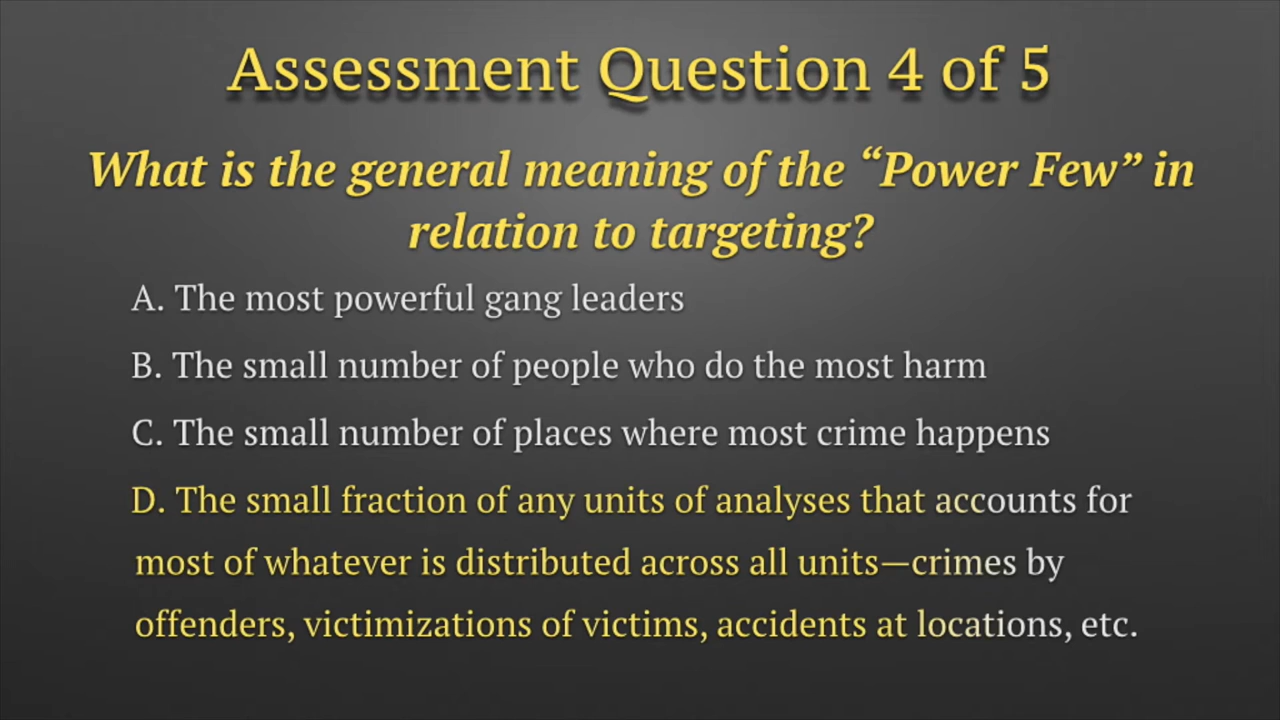 Assessment Question 4 of 5
What is the general meaning of the “Power Few” in
relation to targeting?
A. The most powerful gang leaders
B. The small number of people who do the most harm
C. The small number of places where most crime happens
D. The small fraction of any units of analyses that accounts for
most of whatever is distributed across all units—crimes by
offenders, victimizations of victims, accidents at locations, etc.